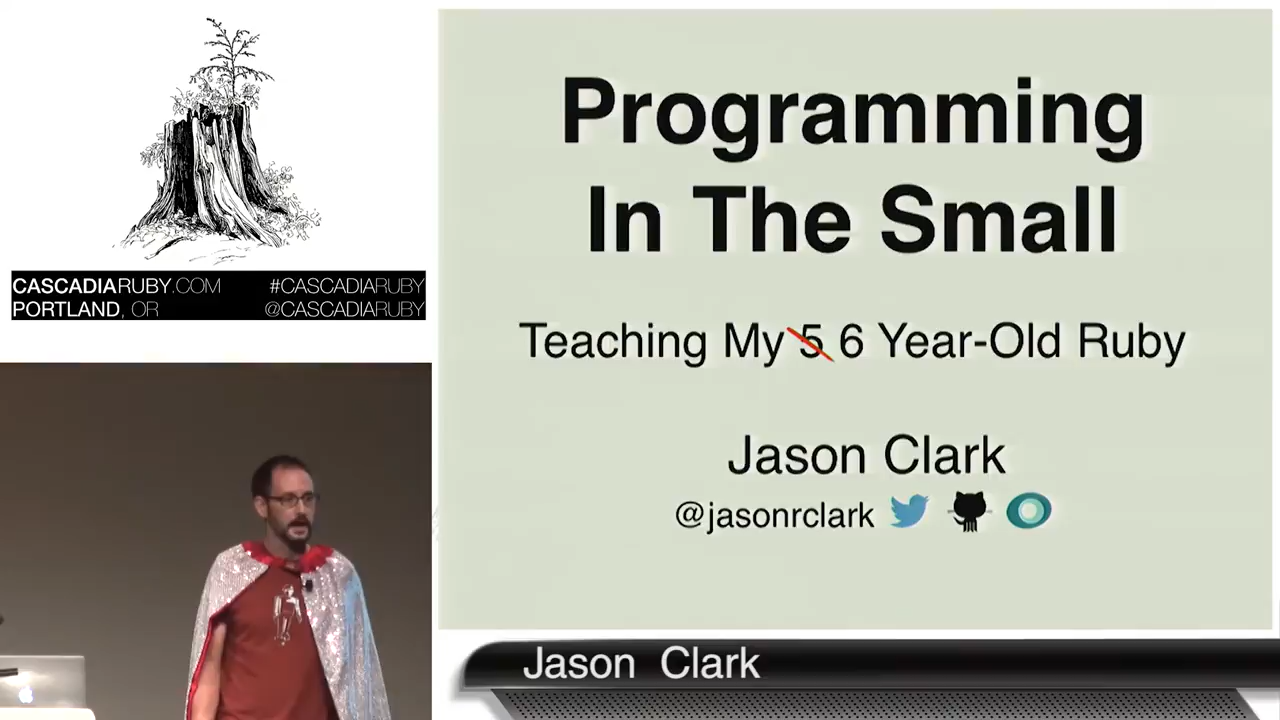 CASCADIARUBY.COM #CASCADIARUBY
PORTLAND, OR @CASCADIARUBY
Programming
In The Small
Teaching My 5 6 Year-Old Ruby
Jason Clark
@jasonrclark
Jason Clark